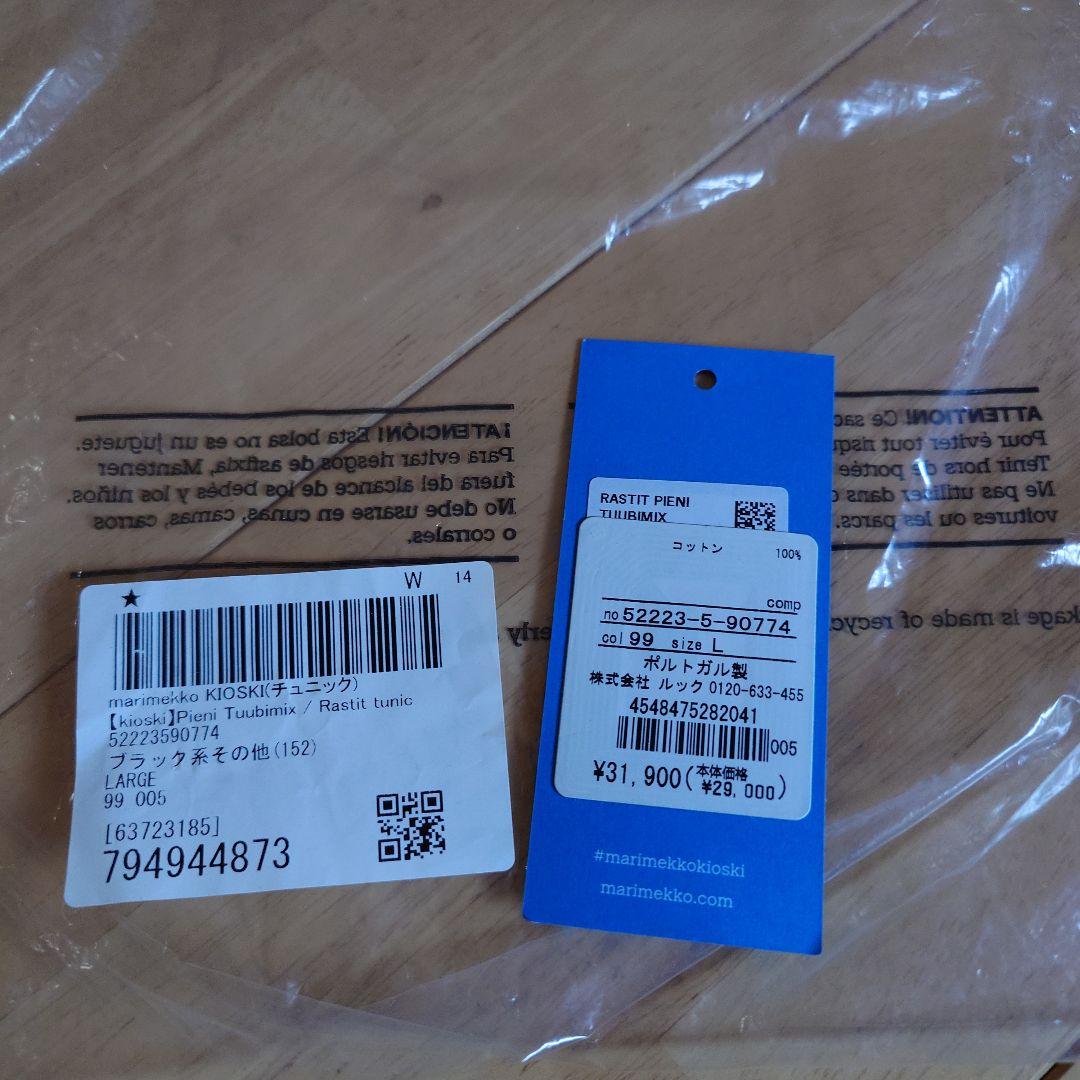 ¡ATENCIÓN! Esta bolsa no es un juguete.
Para evitar riesgos de asfixia, Mantener
fuera del alcance de los bebés y los niños.
No debe usarse en cunas, camas, carros
o corrales.
ATTENTION! Ce sac
Pour éviter tout risqu
Tenir hors de portée
Ne pas utiliser dans
voitures ou les parcs.
kage is made of recyc
erly
★
W 14
marimekko KIOSKI(チュニック)
【kioski】Pieni Tuubimix / Rastit tunic
52223590774
ブラック系その他(152)
LARGE
99 005
[63723185]
794944873
RASTIT PIENI
TUUBIMIX
コットン 100%
comp
no 52223-5-90774
col 99 size L
ポルトガル製
株式会社 ルック 0120-633-455
4548475282041
005
¥31,900(本体価格
¥29,000)
#marimekkokioski
marimekko.com